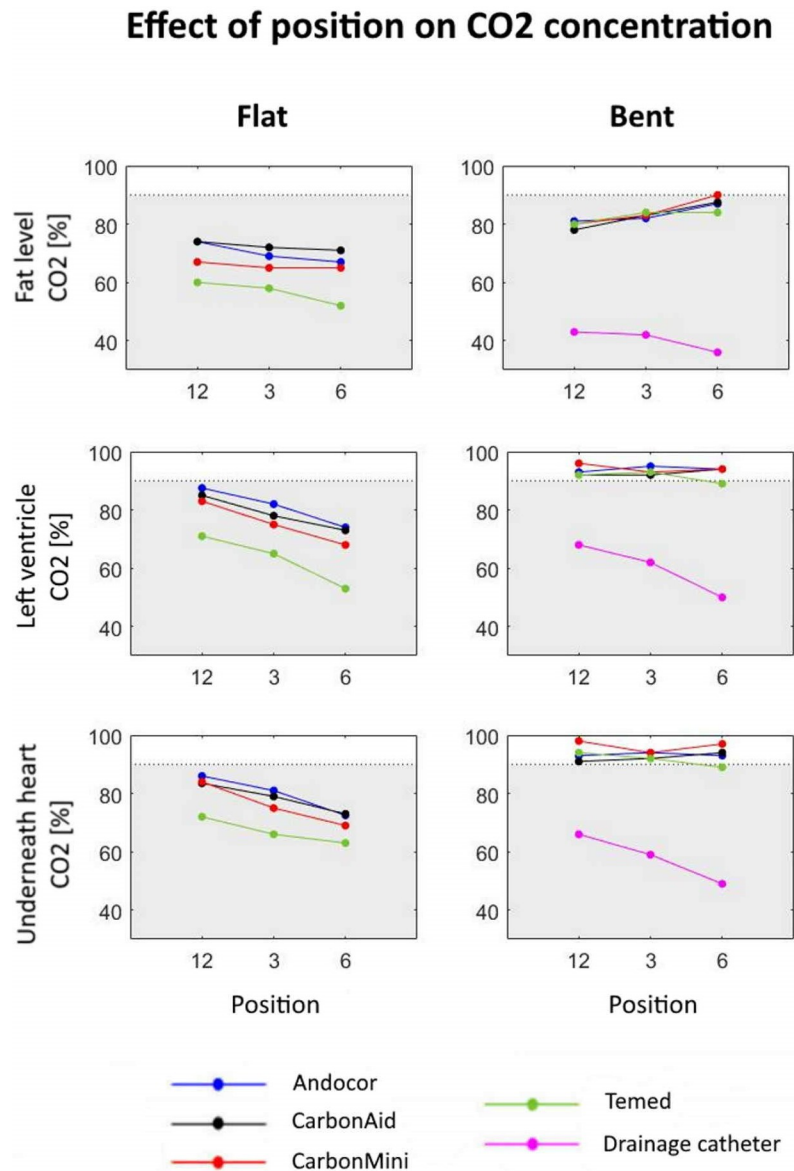 Effect of position on CO2 concentration
Flat
Bent
Fat level
CO2 [%]
100
80
60
40
12 3 6
100
80
60
40
12 3 6
Left ventricle
CO2 [%]
100
80
60
40
12 3 6
100
80
60
40
12 3 6
Underneath heart
CO2 [%]
100
80
60
40
12 3 6
100
80
60
40
12 3 6
Position
Position
Andocor
CarbonAid
CarbonMini
Temed
Drainage catheter